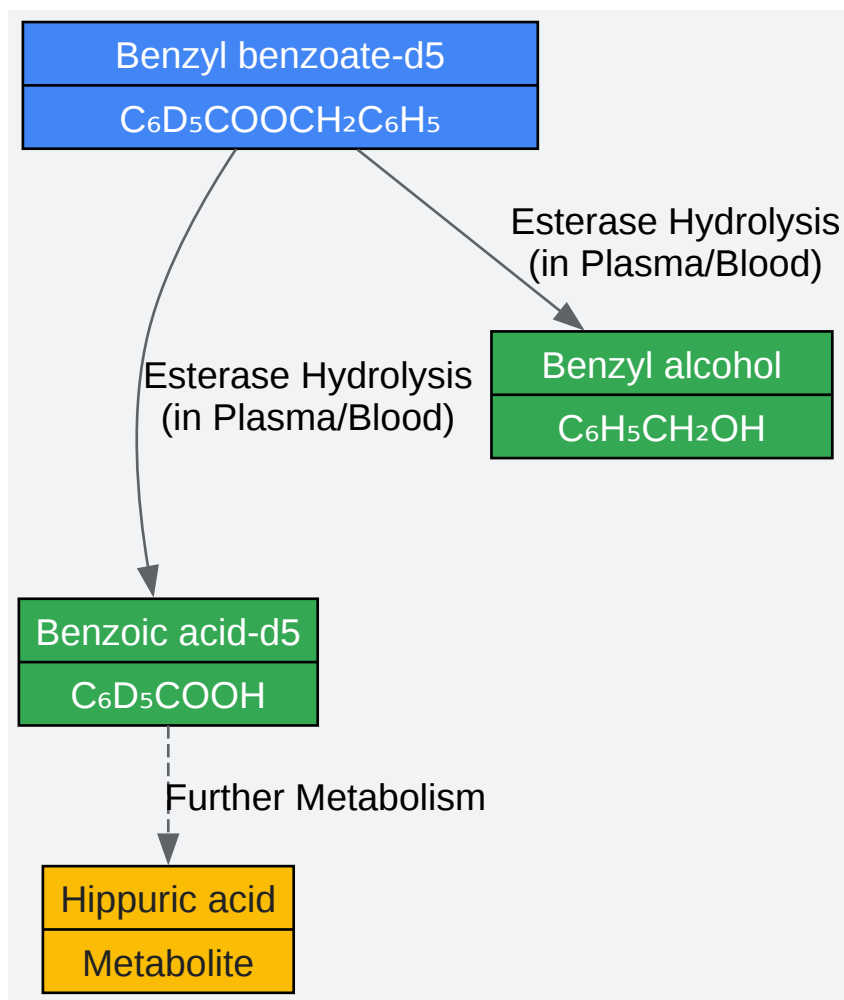 Benzyl benzoate-d5
C₆D₅COOCH₂C₆H₅
Esterase Hydrolysis
(in Plasma/Blood)
Benzyl alcohol
C₆H₅CH₂OH
Esterase Hydrolysis
(in Plasma/Blood)
Benzoic acid-d5
C₆D₅COOH
Further Metabolism
Hippuric acid
Metabolite